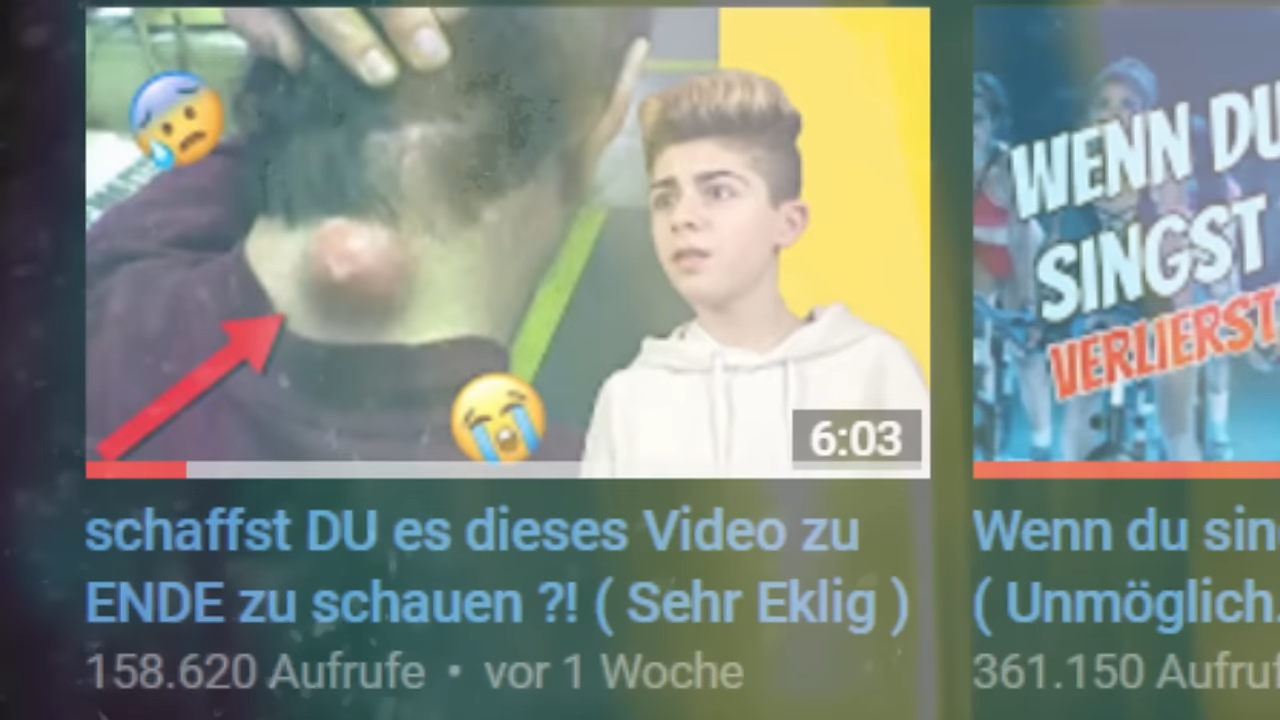 WENN DU
SINGST
VERLIERST
6:03
schaffst DU es dieses Video zu
ENDE zu schauen ?! ( Sehr Eklig )
158.620 Aufrufe • vor 1 Woche
Wenn du sin
( Unmöglich.
361.150 Aufruf